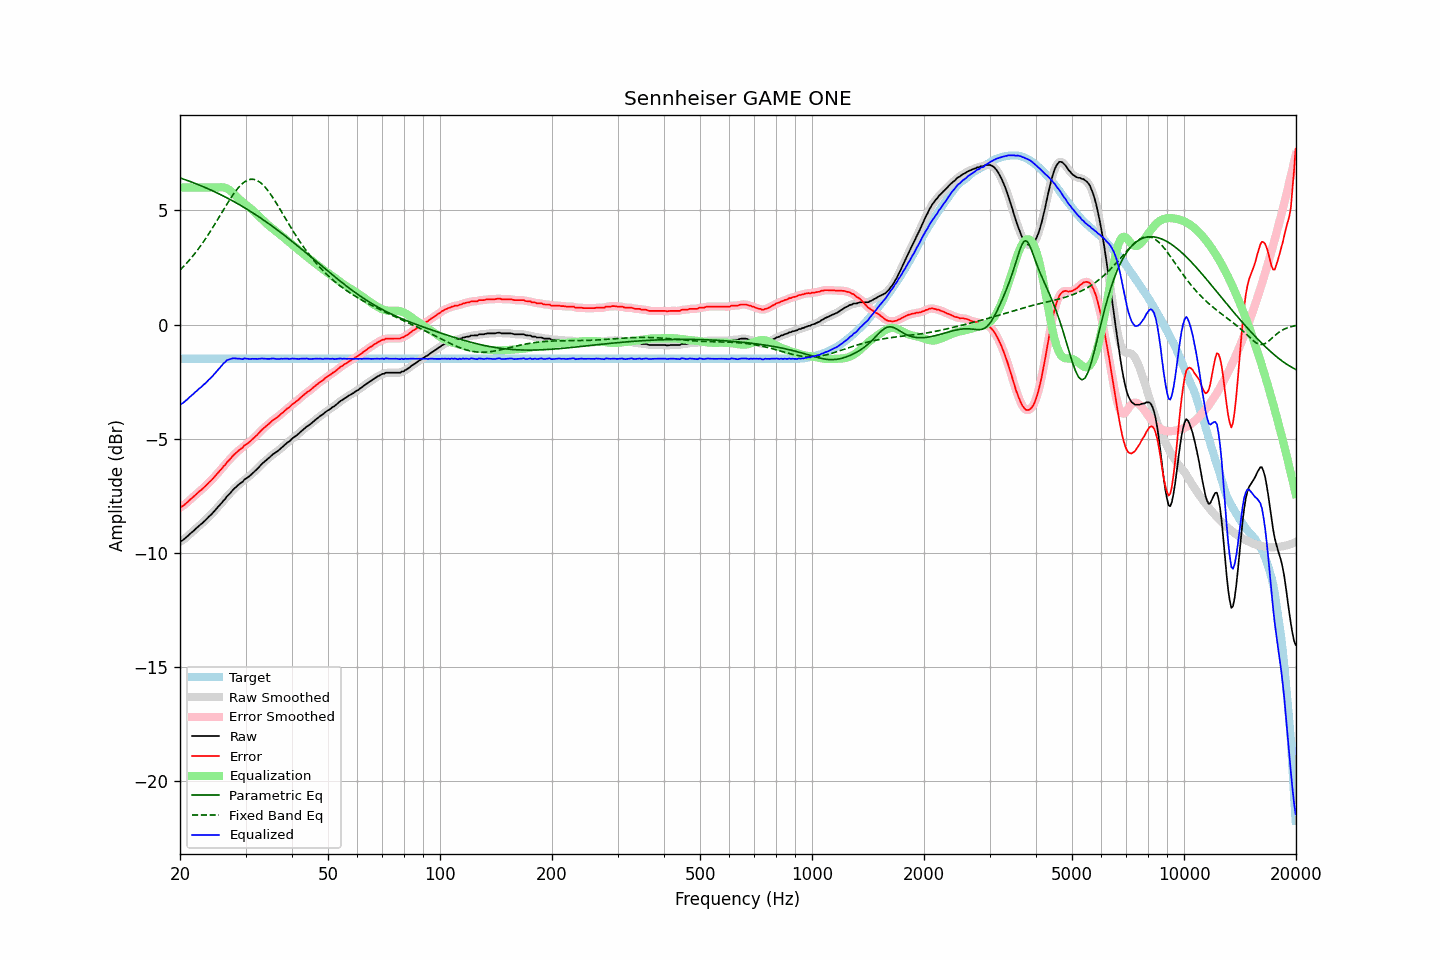 Sennheiser GAME ONE
Amplitude (dBr)
5
0
−5
−10
−15
−20
Target
Raw Smoothed
Error Smoothed
Raw
Error
Equalization
Parametric Eq
Fixed Band Eq
Equalized
20 50 100 200 500 1000 2000 5000 10000 20000
Frequency (Hz)